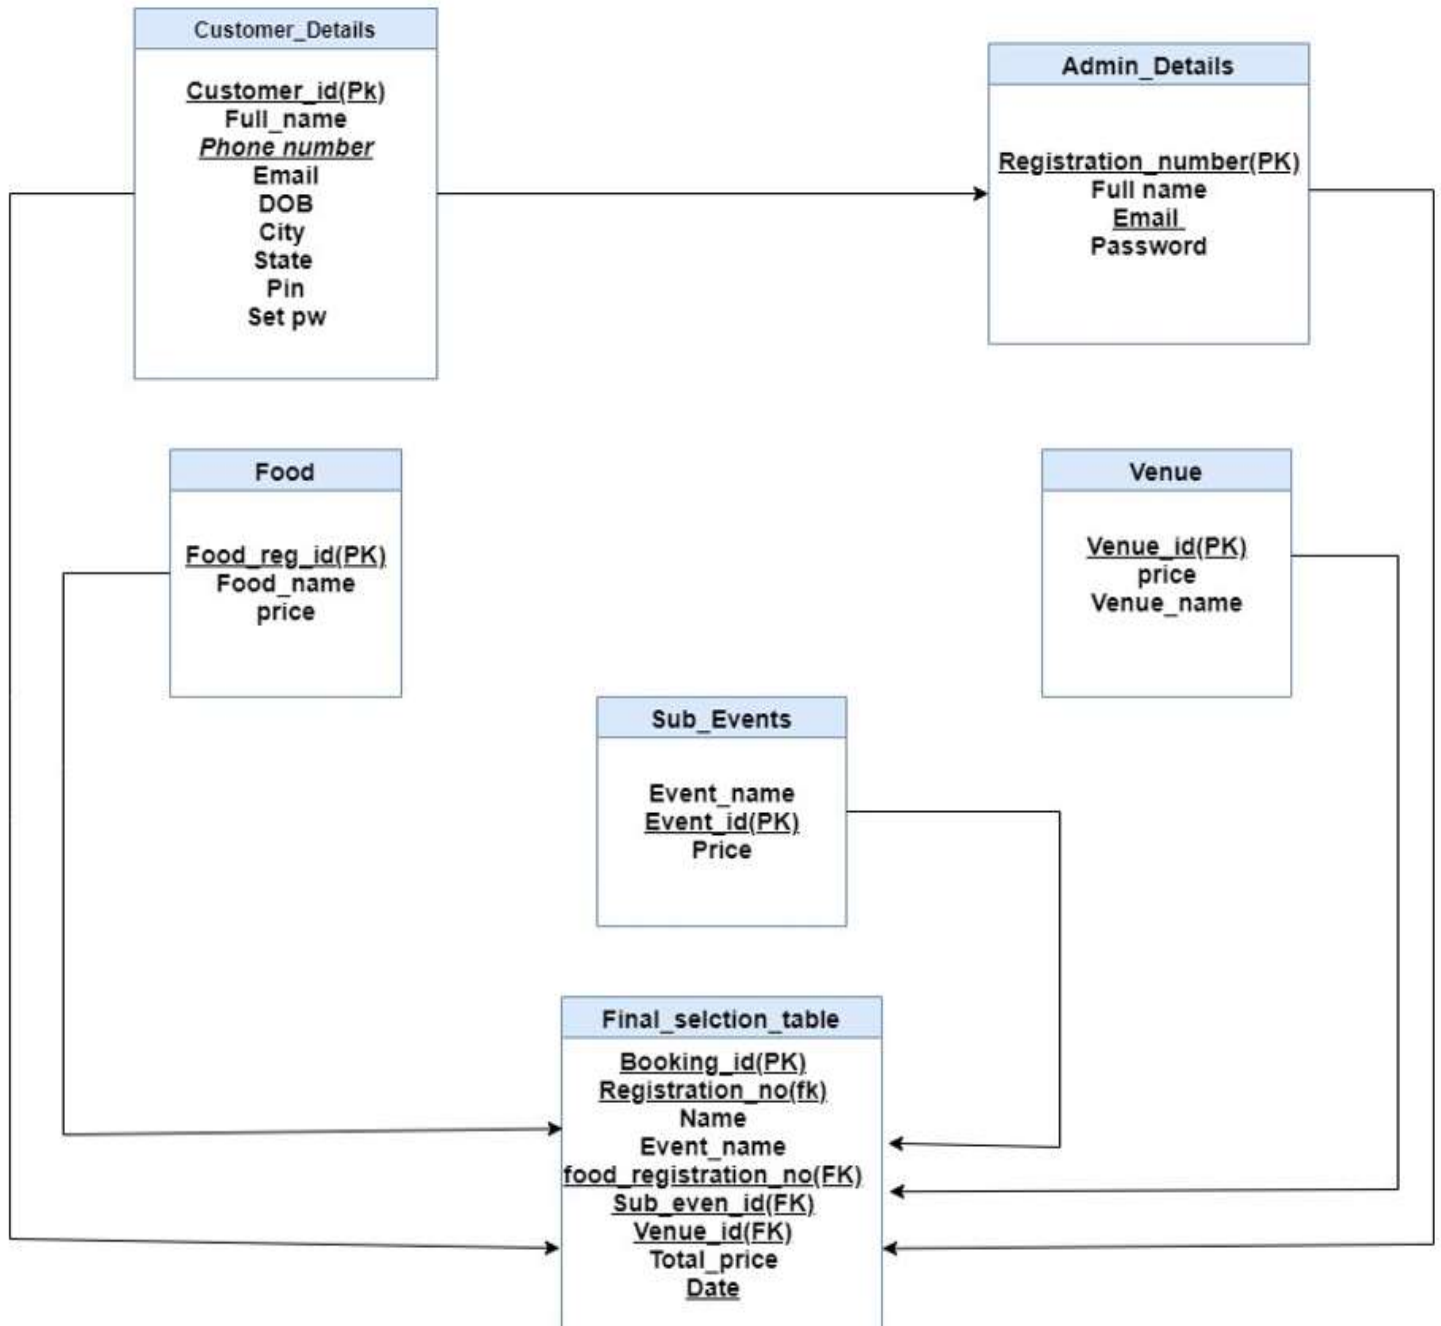 Customer_Details
Customer_id(Pk)
Full_name
Phone number
Email
DOB
City
State
Pin
Set pw
Admin_Details
Registration_number(PK)
Full name
Email
Password
Food
Food_reg_id(PK)
Food_name
price
Venue
Venue_id(PK)
price
Venue_name
Sub_Events
Event_name
Event_id(PK)
Price
Final_selction_table
Booking_id(PK)
Registration_no(fk)
Name
Event_name
food_registration_no(FK)
Sub_even_id(FK)
Venue_id(FK)
Total_price
Date